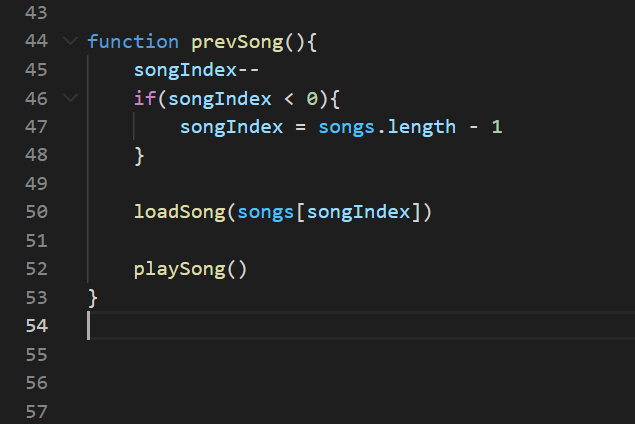 43
44 function prevSong(){
45 songIndex--
46 if(songIndex < 0){
47 songIndex = songs.length - 1
48 }
49
50 loadSong(songs[songIndex])
51
52 playSong()
53 }
54
55
56
57